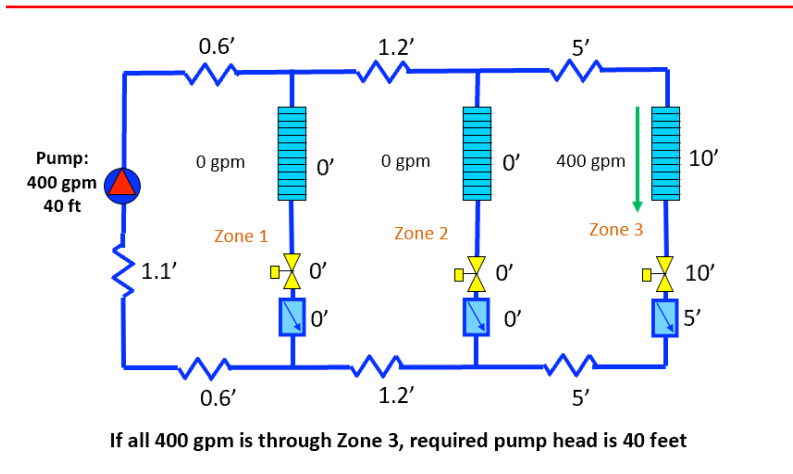 0.6’
1.2’
5’
Pump:
400 gpm
40 ft
0 gpm
0’
0 gpm
0’
400 gpm
10’
Zone 1
Zone 2
Zone 3
1.1’
0’
0’
10’
0’
0’
5’
0.6’
1.2’
5’
If all 400 gpm is through Zone 3, required pump head is 40 feet